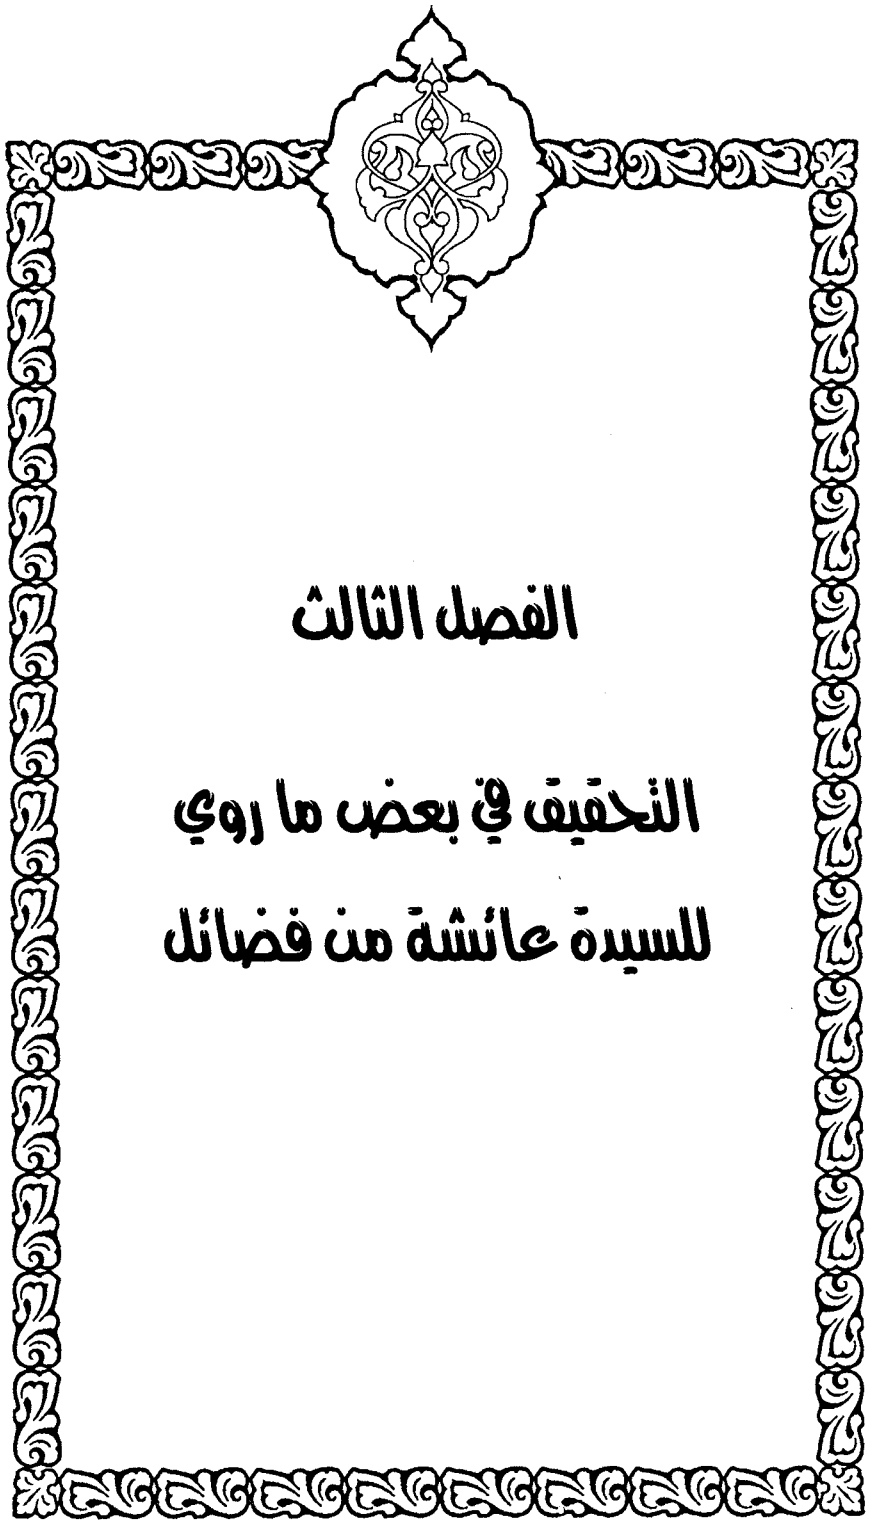 الفصل الثالث
التحقيق في بعض ما روي
للسيدة عائشة من فضائل